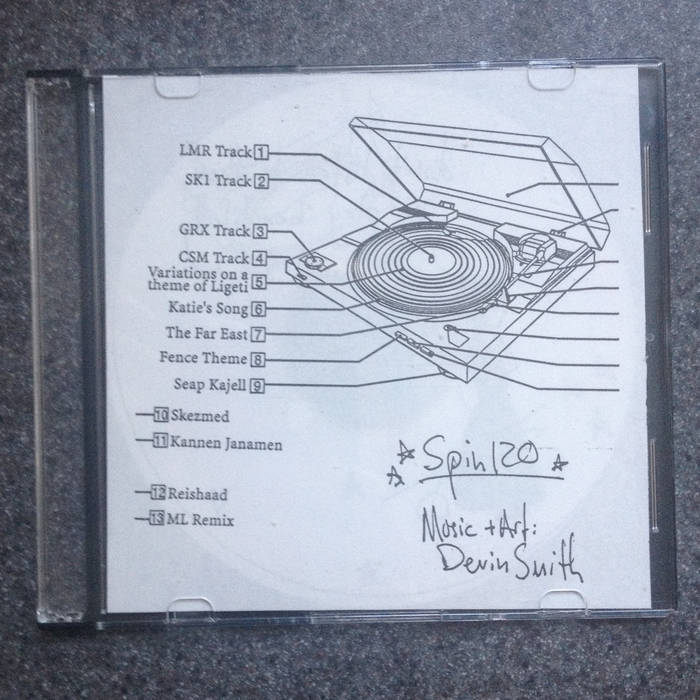 LMR Track 1
SK1 Track 2
GRX Track 3
CSM Track 4
Variations on a
theme of Ligeti 5
Katie's Song 6
The Far East 7
Fence Theme 8
Seap Kajell 9
10 Skezmed
11 Kannen Janamen
12 Reishaad
13 ML Remix
Spin 120
Music + Art:
Devin Smith